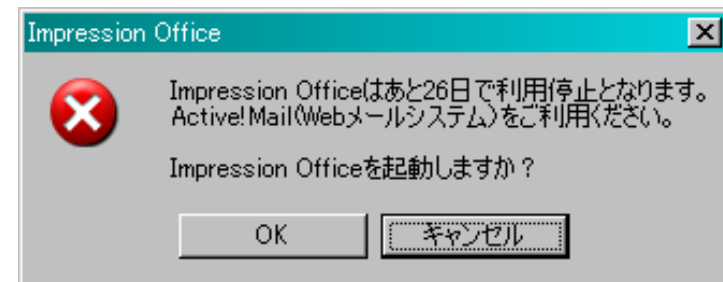 Impression Office
Impression Officeはあと26日で利用停止となります。
Active!Mail(Webメールシステム)をご利用ください。
Impression Officeを起動しますか?
OK
キャンセル